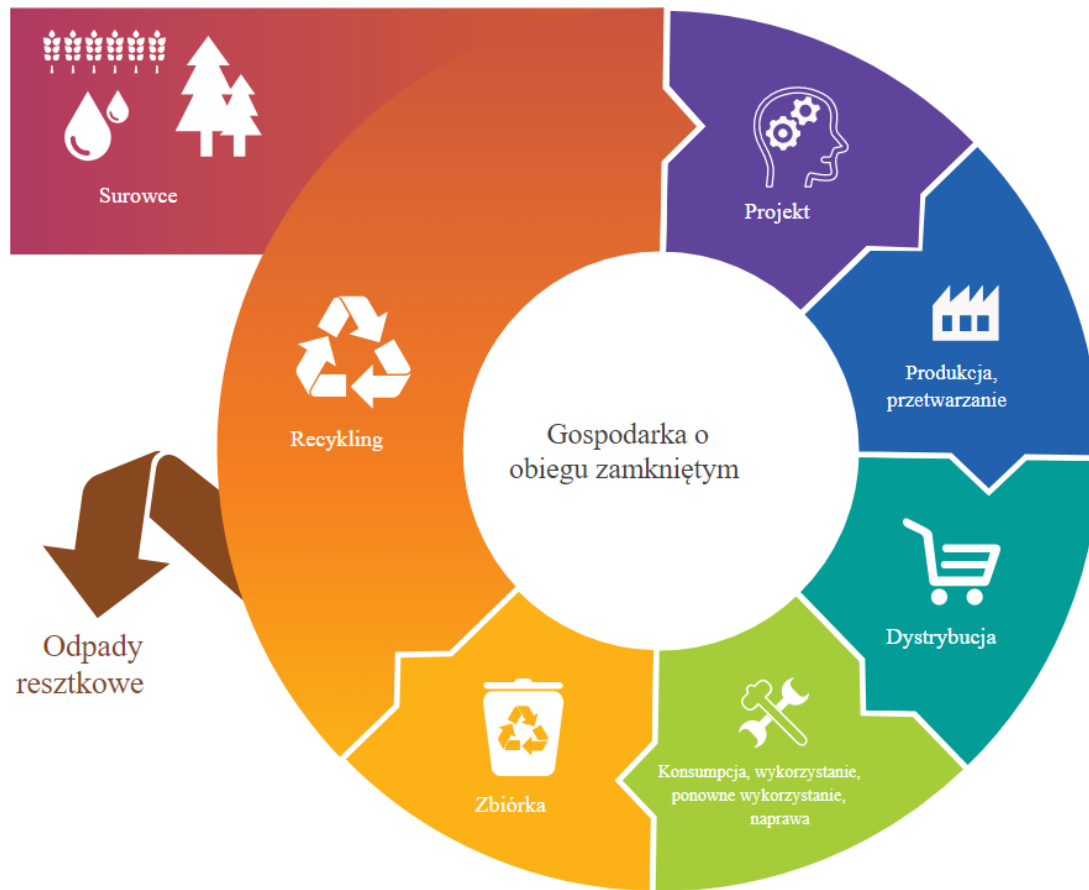 Surowce
Projekt
Produkcja,
przetwarzanie
Recykling
Gospodarka o
obiegu zamkniętym
Dystrybucja
Odpady
resztkowe
Konsumpcja, wykorzystanie,
ponowne wykorzystanie,
naprawa
Zbiórka